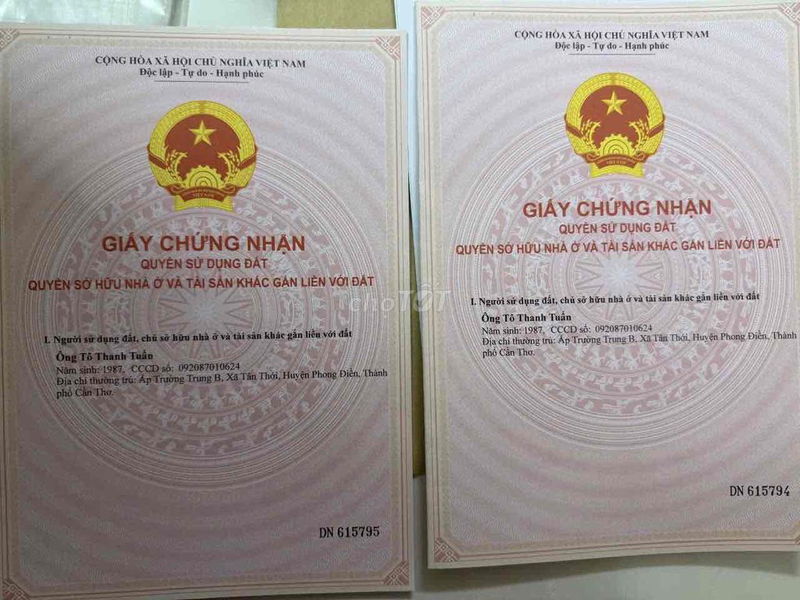 CỘNG HÒA XÃ HỘI CHỦ NGHĨA VIỆT NAM
Độc lập - Tự do - Hạnh phúc
VIỆT NAM
GIẤY CHỨNG NHẬN
QUYỀN SỬ DỤNG ĐẤT
QUYỀN SỞ HỮU NHÀ Ở VÀ TÀI SẢN KHÁC GẮN LIỀN VỚI ĐẤT
I. Người sử dụng đất, chủ sở hữu nhà ở và tài sản khác gắn liền với đất
Ông Tô Thanh Tuấn
Năm sinh: 1987, CCCD số: 092087010624
Địa chỉ thường trú: Ấp Trường Trung B, Xã Tân Thới, Huyện Phong Điền, Thành
phố Cần Thơ.
DN 615795
CỘNG HÒA XÃ HỘI CHỦ NGHĨA VIỆT NAM
Độc lập - Tự do - Hạnh phúc
VIỆT NAM
GIẤY CHỨNG NHẬN
QUYỀN SỬ DỤNG ĐẤT
QUYỀN SỞ HỮU NHÀ Ở VÀ TÀI SẢN KHÁC GẮN LIỀN VỚI ĐẤT
I. Người sử dụng đất, chủ sở hữu nhà ở và tài sản khác gắn liền với đất
Ông Tô Thanh Tuấn
Năm sinh: 1987, CCCD số: 092087010624
Địa chỉ thường trú: Ấp Trường Trung B, Xã Tân Thới, Huyện Phong Điền, Thành
phố Cần Thơ.
DN 615794
choTỐT